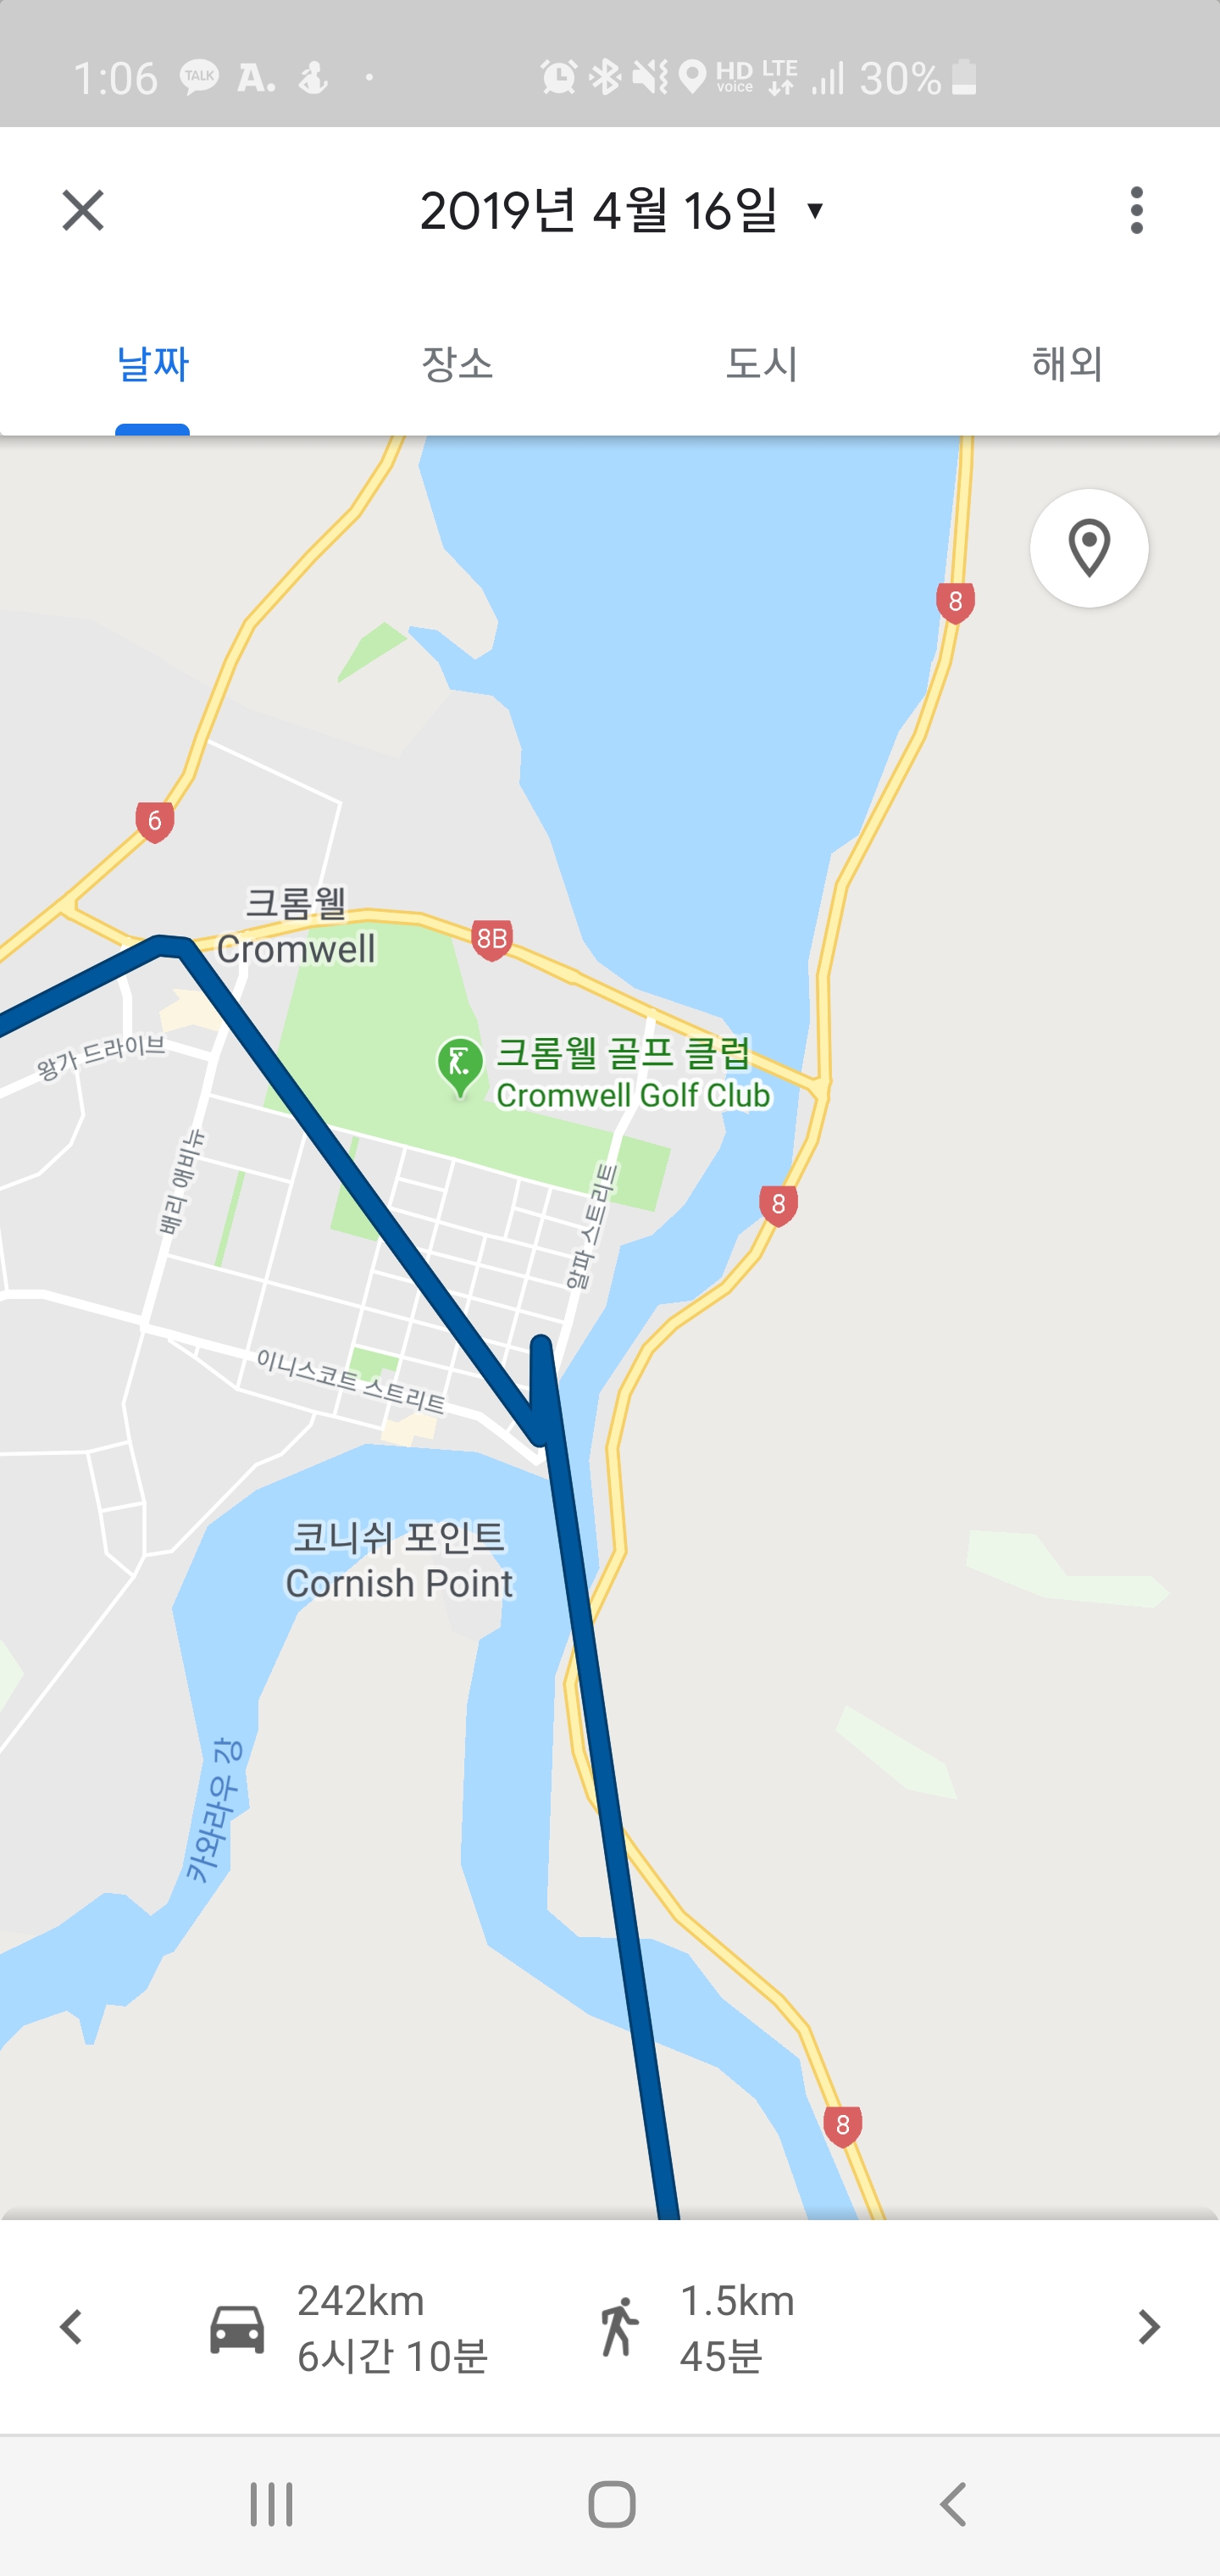 1:06 TALK A. HD voice LTE 30%
2019년 4월 16일
날짜 장소 도시 해외
8
6
크롬웰
Cromwell
8B
크롬웰 골프 클럽
Cromwell Golf Club
왕가 드라이브
배리 애비뉴
알파 스트리트
8
이니스코트 스트리트
코니쉬 포인트
Cornish Point
카와라우 강
8
242km
6시간 10분
1.5km
45분